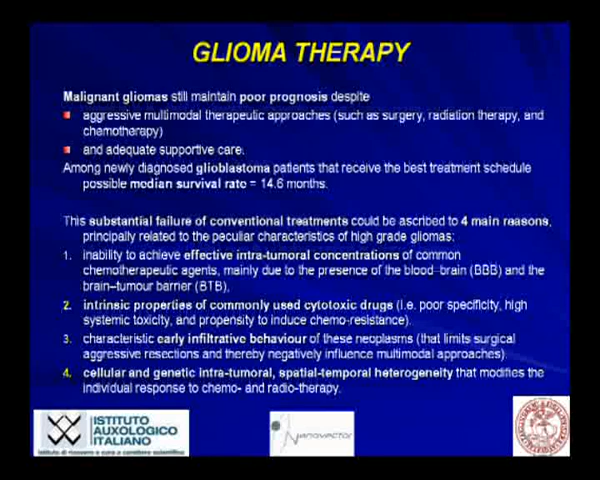 GLIOMA THERAPY
Malignant gliomas still maintain poor prognosis despite
aggressive multimodal therapeutic approaches (such as surgery, radiation therapy, and
chemotherapy)
and adequate supportive care.
Among newly diagnosed glioblastoma patients that receive the best treatment schedule
possible median survival rate = 14.6 months.
This substantial failure of conventional treatments could be ascribed to 4 main reasons,
principally related to the peculiar characteristics of high grade gliomas:
1. inability to achieve effective intra-tumoral concentrations of common
chemotherapeutic agents, mainly due to the presence of the blood–brain (BBB) and the
brain–tumour barrier (BTB),
2. intrinsic properties of commonly used cytotoxic drugs (i.e. poor specificity, high
systemic toxicity, and propensity to induce chemo-resistance).
3. characteristic early infiltrative behaviour of these neoplasms (that limits surgical
aggressive resections and thereby negatively influence multimodal approaches).
4. cellular and genetic intra-tumoral, spatial-temporal heterogeneity that modifies the
individual response to chemo- and radio-therapy.
ISTITUTO
AUXOLOGICO
ITALIANO
Istituto di ricovero e cura a carattere scientifico
Nanovector